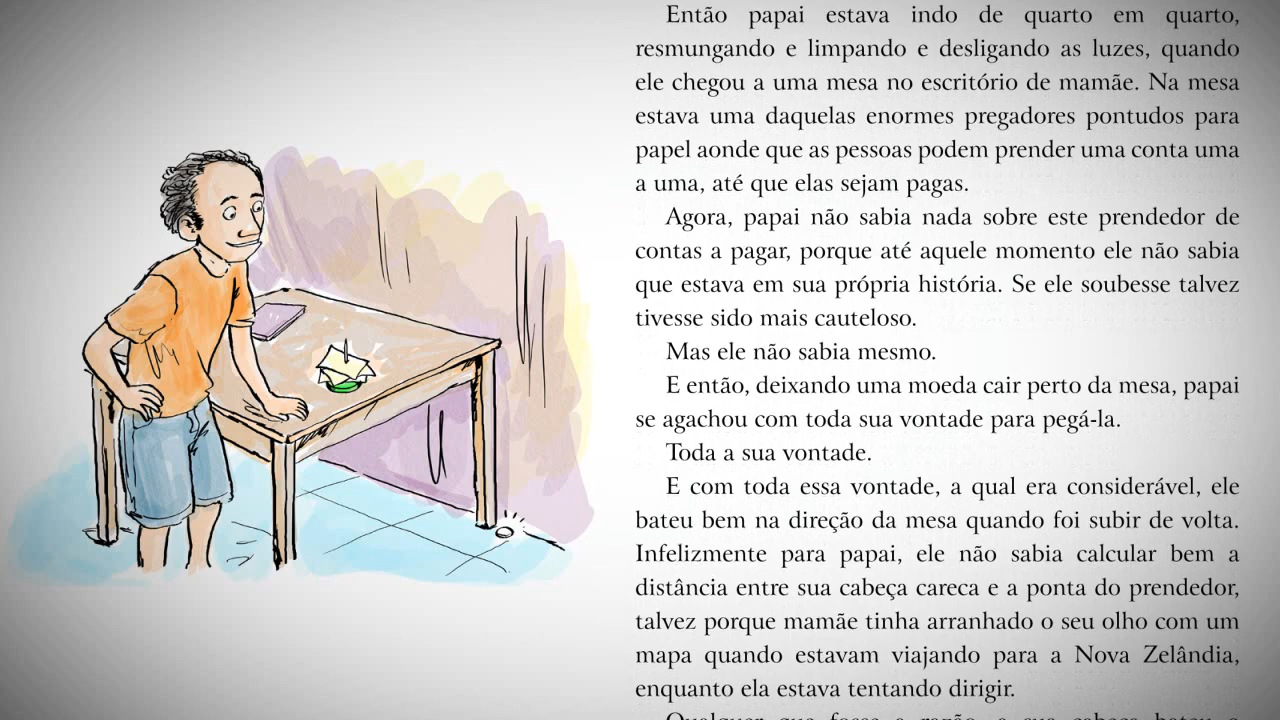 Então papai estava indo de quarto em quarto,
resmungando e limpando e desligando as luzes, quando
ele chegou a uma mesa no escritório de mamãe. Na mesa
estava uma daquelas enormes pregadores pontudos para
papel aonde que as pessoas podem prender uma conta uma
a uma, até que elas sejam pagas.
Agora, papai não sabia nada sobre este prendedor de
contas a pagar, porque até aquele momento ele não sabia
que estava em sua própria história. Se ele soubesse talvez
tivesse sido mais cauteloso.
Mas ele não sabia mesmo.
E então, deixando uma moeda cair perto da mesa, papai
se agachou com toda sua vontade para pegá-la.
Toda a sua vontade.
E com toda essa vontade, a qual era considerável, ele
bateu bem na direção da mesa quando foi subir de volta.
Infelizmente para papai, ele não sabia calcular bem a
distância entre sua cabeça careca e a ponta do prendedor,
talvez porque mamãe tinha arranhado o seu olho com um
mapa quando estavam viajando para a Nova Zelândia,
enquanto ela estava tentando dirigir.